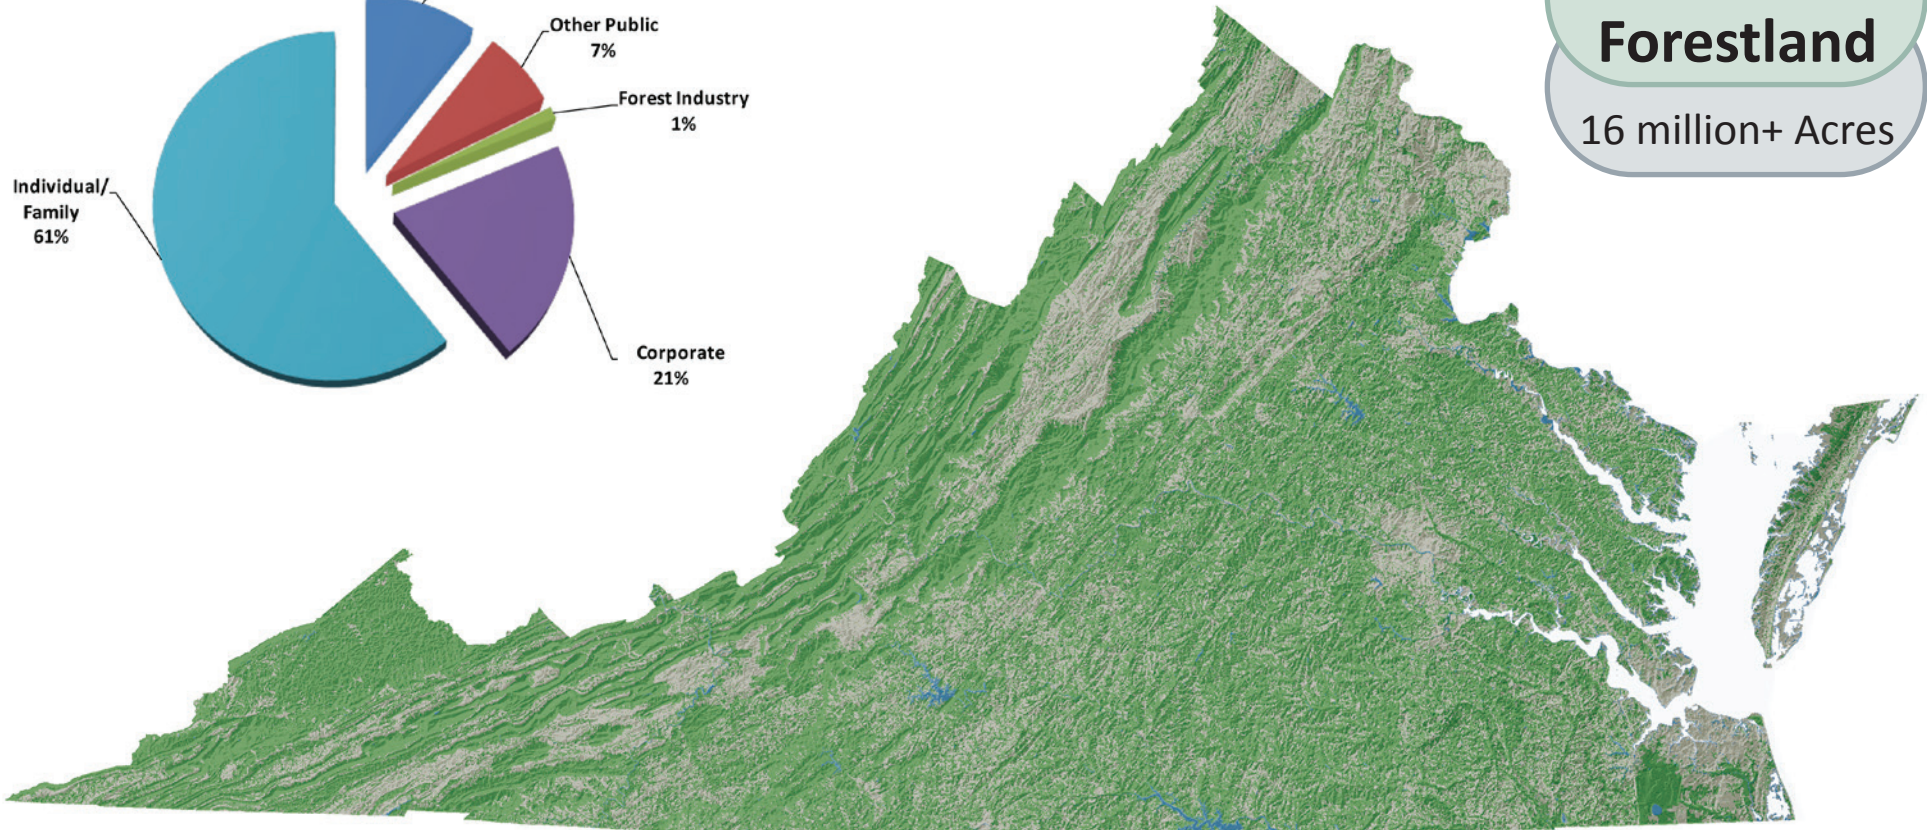 Other Public
7%
Forest Industry
1%
Individual/
Family
61%
Corporate
21%
Forestland
16 million+ Acres